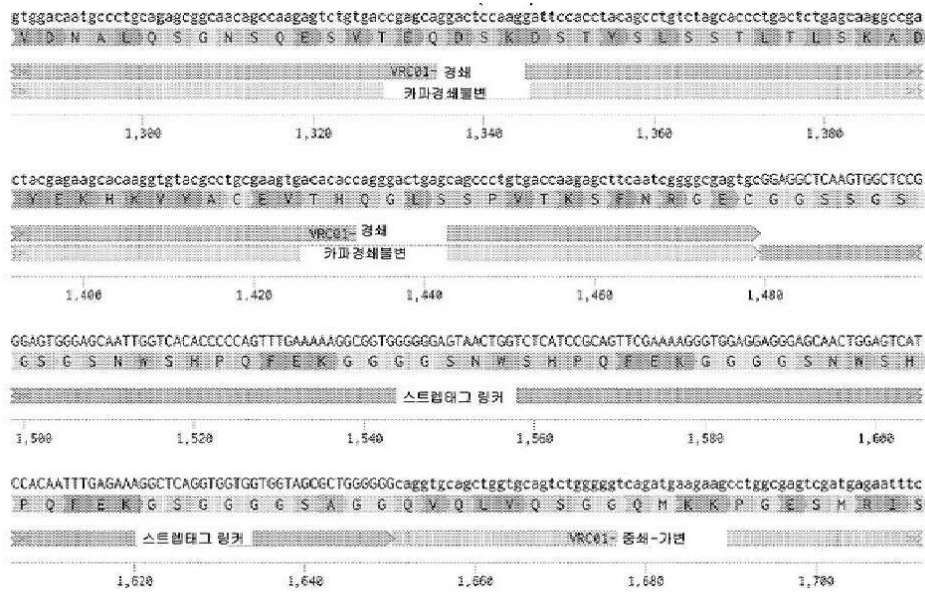 gtggacaatgccctgcagagcggcaacagccaagagtctgtgaccgagcaggactccaaggattccacctacagcctgtctagcaccctgactctgagcaaggccga
V D N A L Q S G N S Q E S V T E Q D S K D S T Y S L S S T L T L S K A D
VRC01- 경쇄
카파경쇄불변
1,300 1,320 1,340 1,360 1,380
ctacgagaagcacaaggtgtacgcctgcgaagtgacacaccagggactgagcagccctgtgaccaagagcttcaatcggggcgagtgcGGAGGCTCAAGTGGCTCCG
Y E K H K V Y A C E V T H Q G L S S P V T K S F N R G E C G G S S G S
VRC01- 경쇄
카파경쇄불변
1,400 1,420 1,440 1,460 1,480
GGAGTGGGAGCAATTGGTCACACCCCCAGTTTGAAAAAGGCGGTGGGGGGAGTAACTGGTCTCATCCGCAGTTCGAAAAGGGTGGAGGAGGGAGCAACTGGAGTCAT
G S G S N W S H P Q F E K G G G G S N W S H P Q F E K G G G G S N W S H
스트렙태그 링커
1,500 1,520 1,540 1,560 1,580 1,600
CCACAATTTGAGAAAGGCTCAGGTGGTGGTGGTAGCGCTGGGGGGcaggtgcagctggtgcagtctgggggtcagatgaagaagcctggcgagtcgatgagaatttc
P Q F E K G S G G G G S A G G Q V Q L V Q S G G Q M K K P G E S M R I S
스트렙태그 링커 VRC01- 중쇄-가변
1,620 1,640 1,660 1,680 1,700